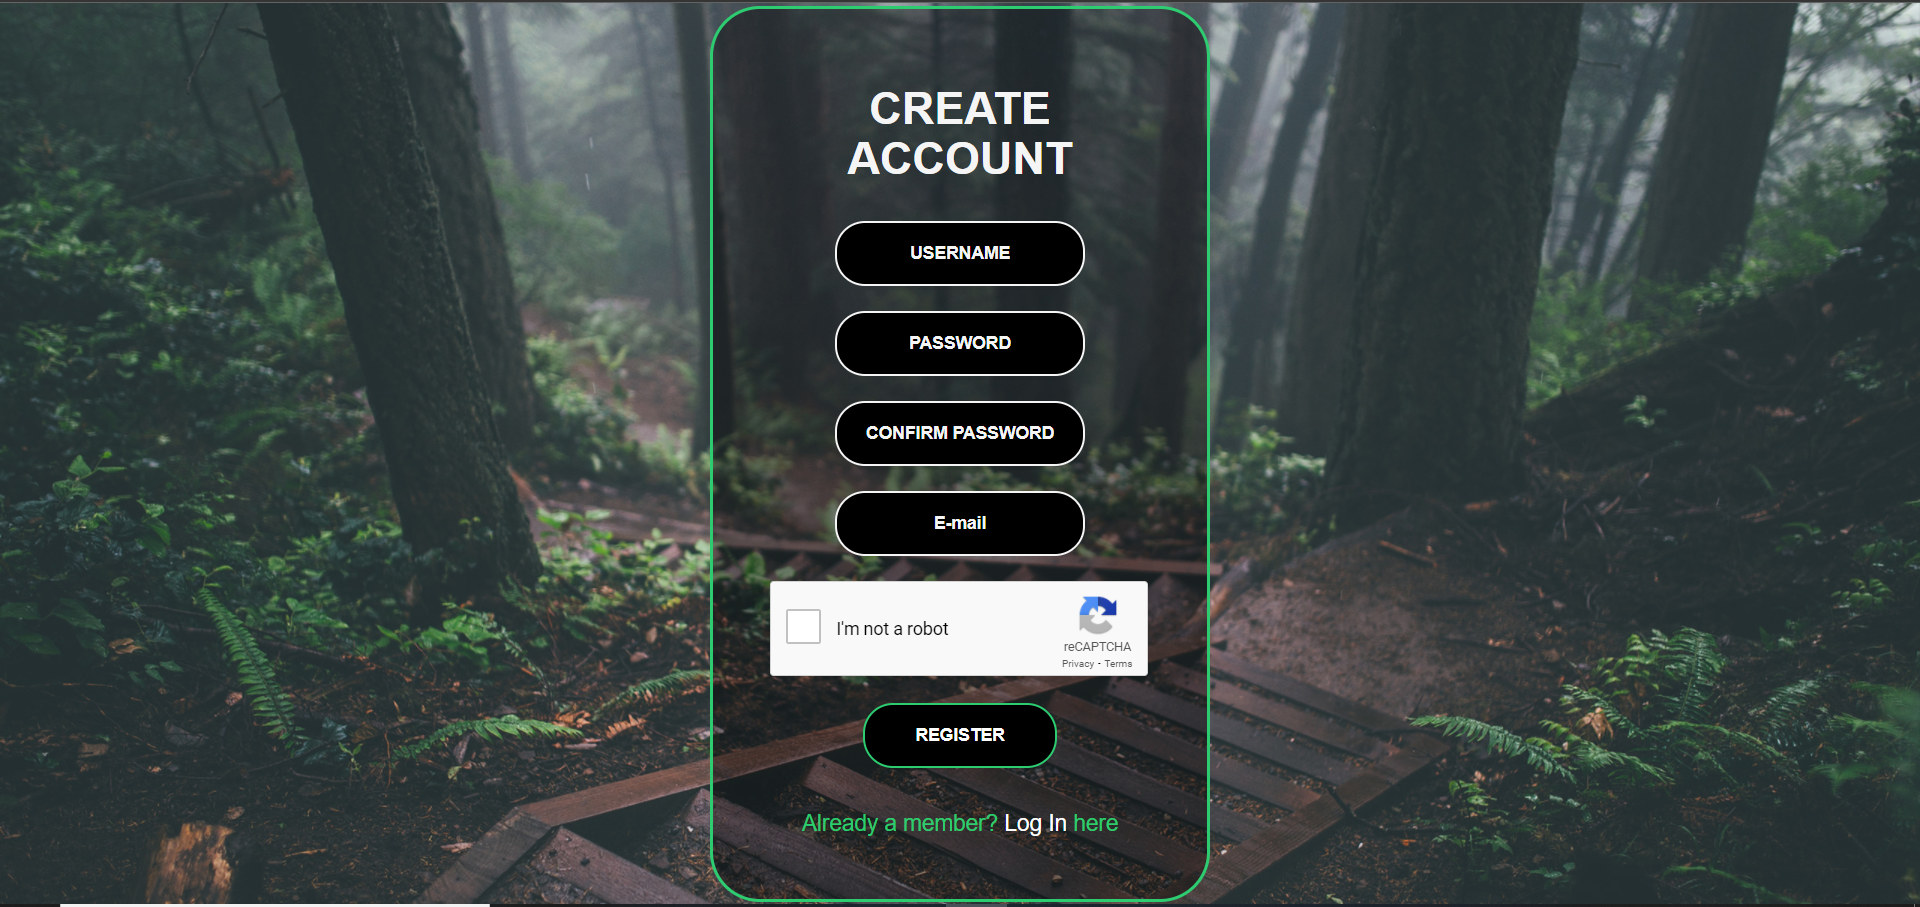 CREATE
ACCOUNT
USERNAME
PASSWORD
CONFIRM PASSWORD
E-mail
I'm not a robot
reCAPTCHA
Privacy - Terms
REGISTER
Already a member? Log In here